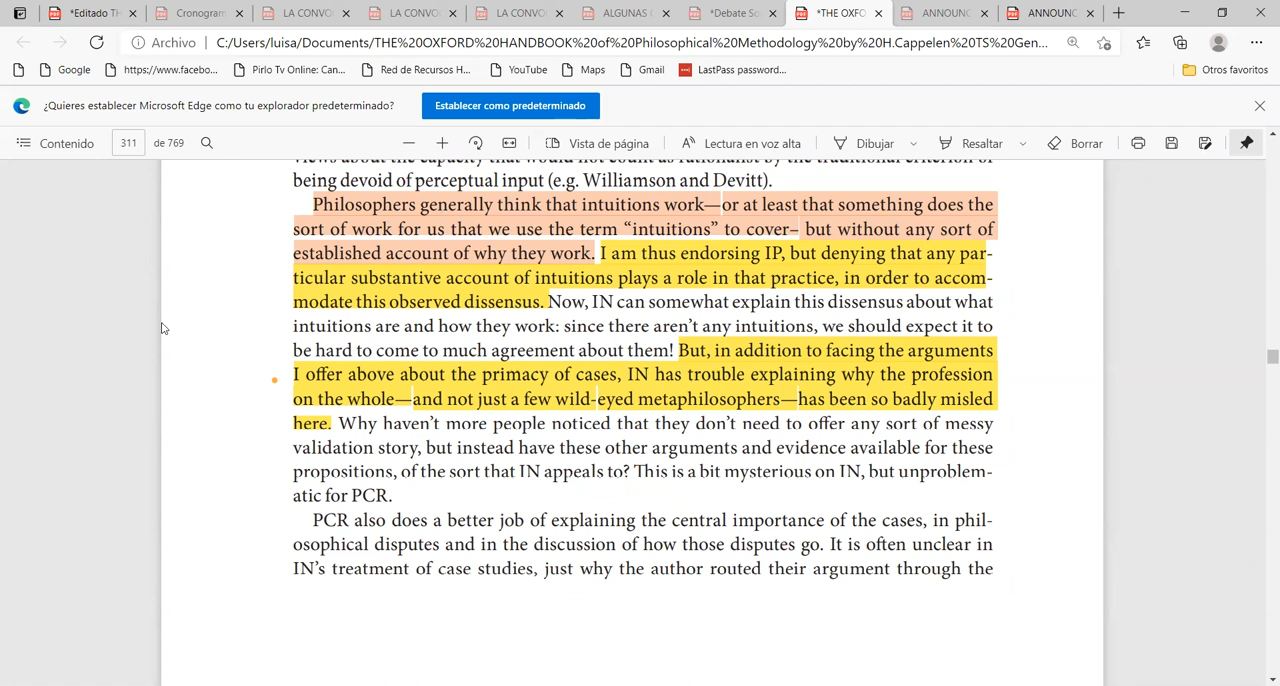 *Editado TH
Cronogram
LA CONVO
LA CONVO
LA CONVO
ALGUNAS
*Debate So
*THE OXFO
ANNOUNC
ANNOUNC
Archivo | C:/Users/luisa/Documents/THE%20OXFORD%20HANDBOOK%20of%20Philosophical%20Methodology%20by%20H.Cappelen%20TS%20Gen...
Google
https://www.facebo...
Pirlo Tv Online: Can...
Red de Recursos H...
YouTube
Maps
Gmail
LastPass password...
Otros favoritos
¿Quieres establecer Microsoft Edge como tu explorador predeterminado?
Establecer como predeterminado
Contenido
311 de 769
Vista de página
Lectura en voz alta
Dibujar
Resaltar
Borrar
views about the capacity that would not count as rationalist by the traditional criterion of
being devoid of perceptual input (e.g. Williamson and Devitt).
Philosophers generally think that intuitions work—or at least that something does the
sort of work for us that we use the term “intuitions” to cover– but without any sort of
established account of why they work. I am thus endorsing IP, but denying that any par-
ticular substantive account of intuitions plays a role in that practice, in order to accom-
modate this observed dissensus. Now, IN can somewhat explain this dissensus about what
intuitions are and how they work: since there aren’t any intuitions, we should expect it to
be hard to come to much agreement about them! But, in addition to facing the arguments
I offer above about the primacy of cases, IN has trouble explaining why the profession
on the whole—and not just a few wild-eyed metaphilosophers—has been so badly misled
here. Why haven’t more people noticed that they don’t need to offer any sort of messy
validation story, but instead have these other arguments and evidence available for these
propositions, of the sort that IN appeals to? This is a bit mysterious on IN, but unproblem-
atic for PCR.
PCR also does a better job of explaining the central importance of the cases, in phil-
osophical disputes and in the discussion of how those disputes go. It is often unclear in
IN’s treatment of case studies, just why the author routed their argument through the